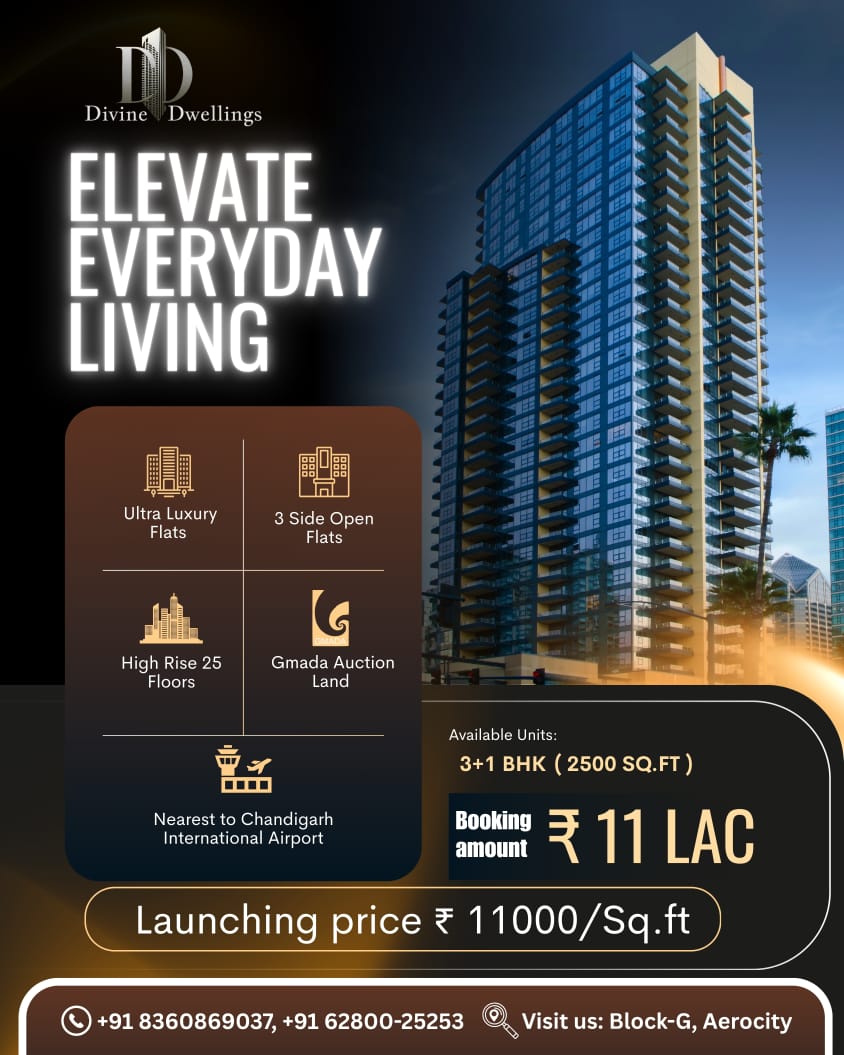 DD
Divine Dwellings
ELEVATE
EVERYDAY
LIVING
Ultra Luxury
Flats
3 Side Open
Flats
High Rise 25
Floors
GMADA
Gmada Auction
Land
Nearest to Chandigarh
International Airport
Available Units:
3+1 BHK ( 2500 SQ.FT )
Booking
amount
₹ 11 LAC
Launching price ₹ 11000/Sq.ft
+91 8360869037, +91 62800-25253
Visit us: Block-G, Aerocity